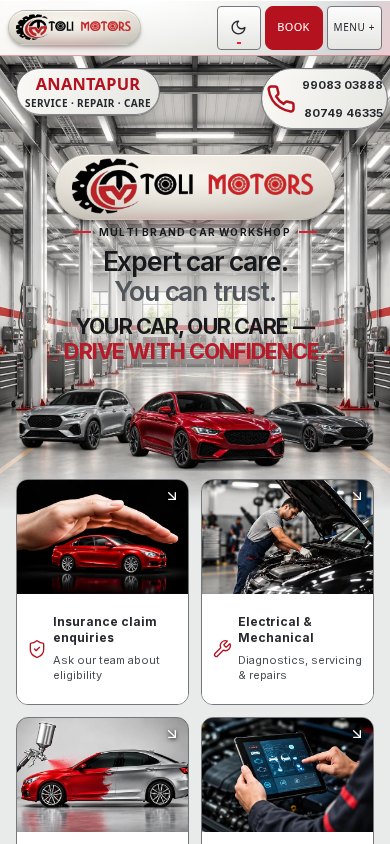 TOLI MOTORS
BOOK
MENU +
ANANTAPUR
SERVICE · REPAIR · CARE
99083 03888
80749 46335
TOLI MOTORS
MULTI BRAND CAR WORKSHOP
Expert car care.
You can trust.
YOUR CAR, OUR CARE —
DRIVE WITH CONFIDENCE.
Insurance claim
enquiries
Ask our team about
eligibility
Electrical &
Mechanical
Diagnostics, servicing
& repairs